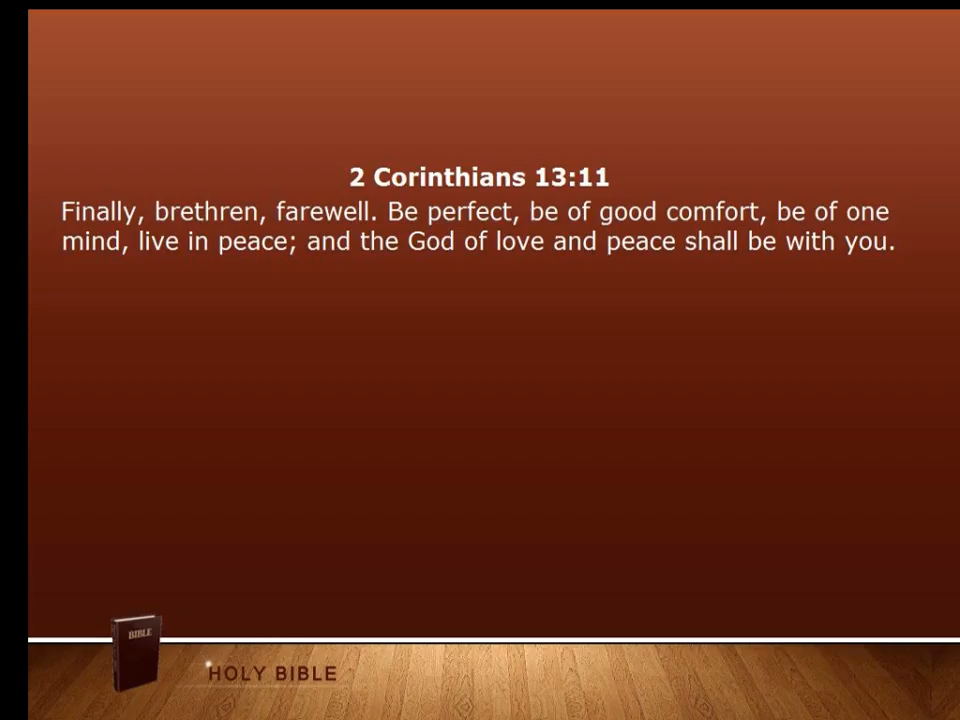 2 Corinthians 13:11
Finally, brethren, farewell. Be perfect, be of good comfort, be of one
mind, live in peace; and the God of love and peace shall be with you.
BIBLE
HOLY BIBLE